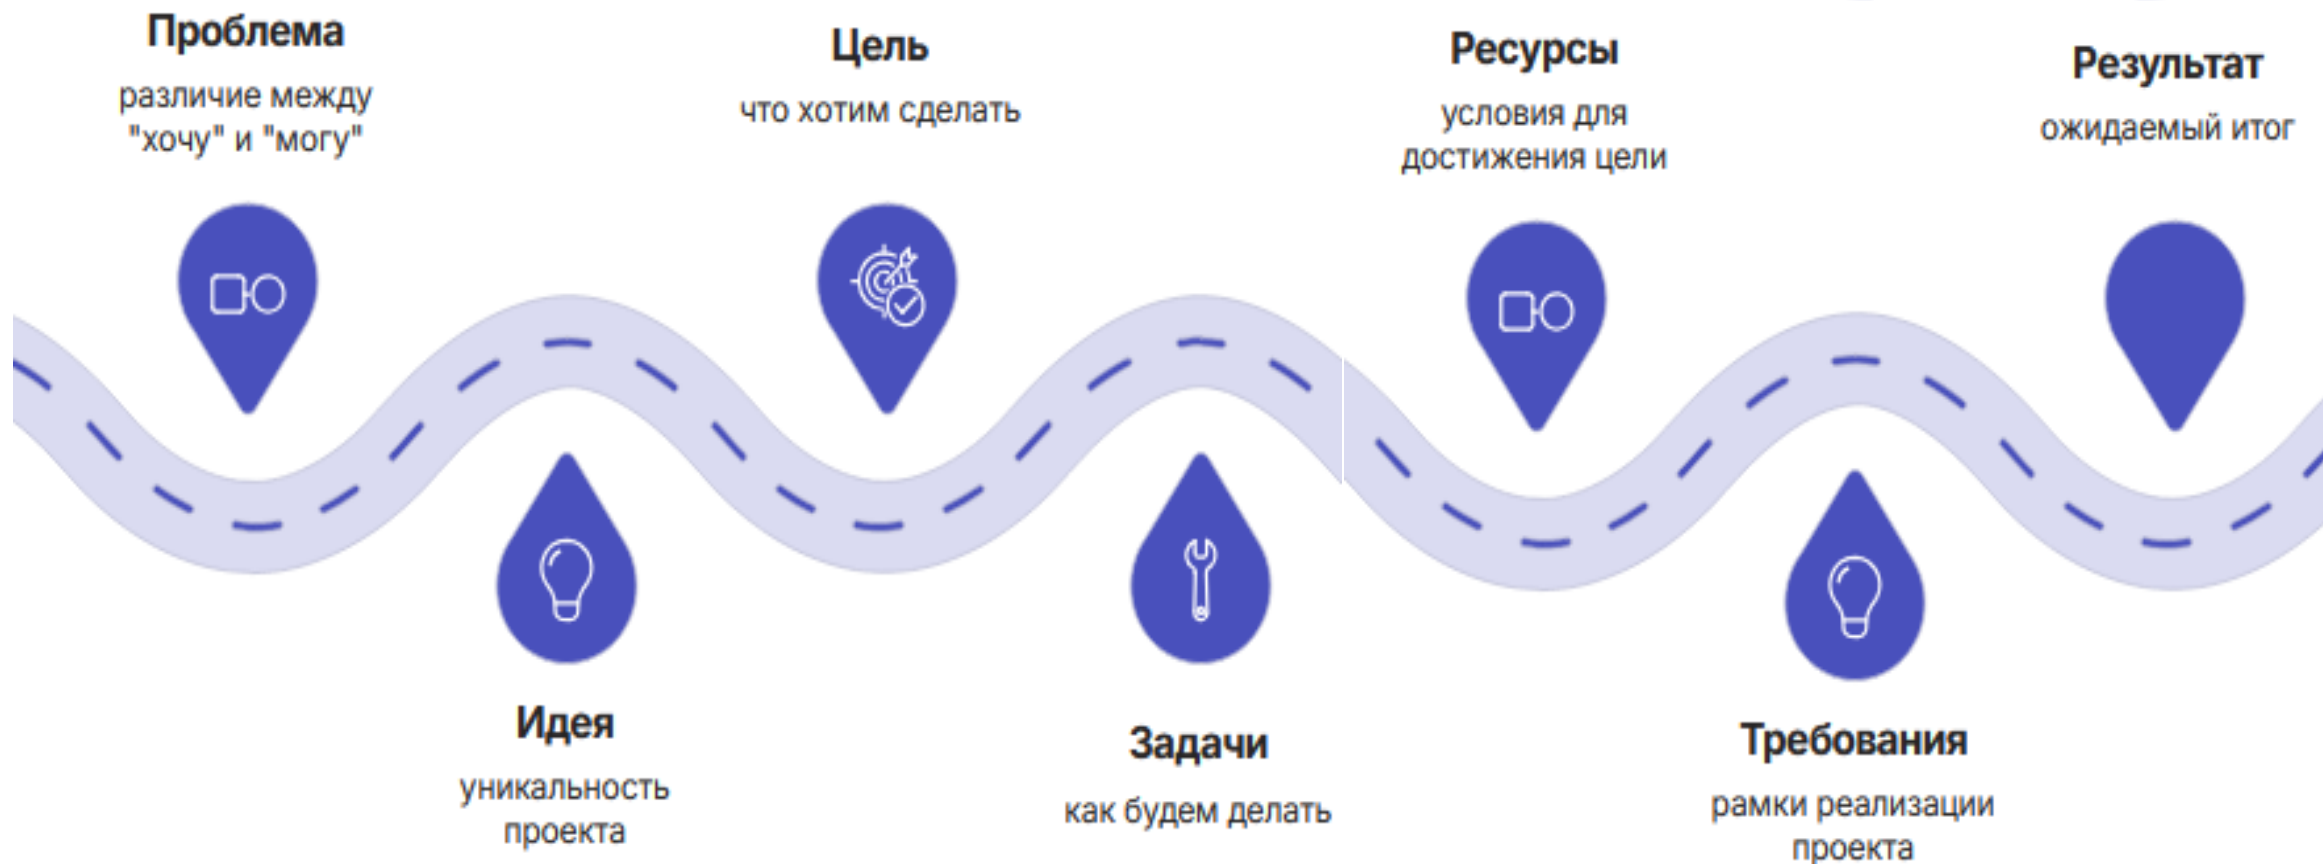 Проблема
различие между
"хочу" и "могу"
Идея
уникальность
проекта
Цель
что хотим сделать
Задачи
как будем делать
Ресурсы
условия для
достижения цели
Требования
рамки реализации
проекта
Результат
ожидаемый итог